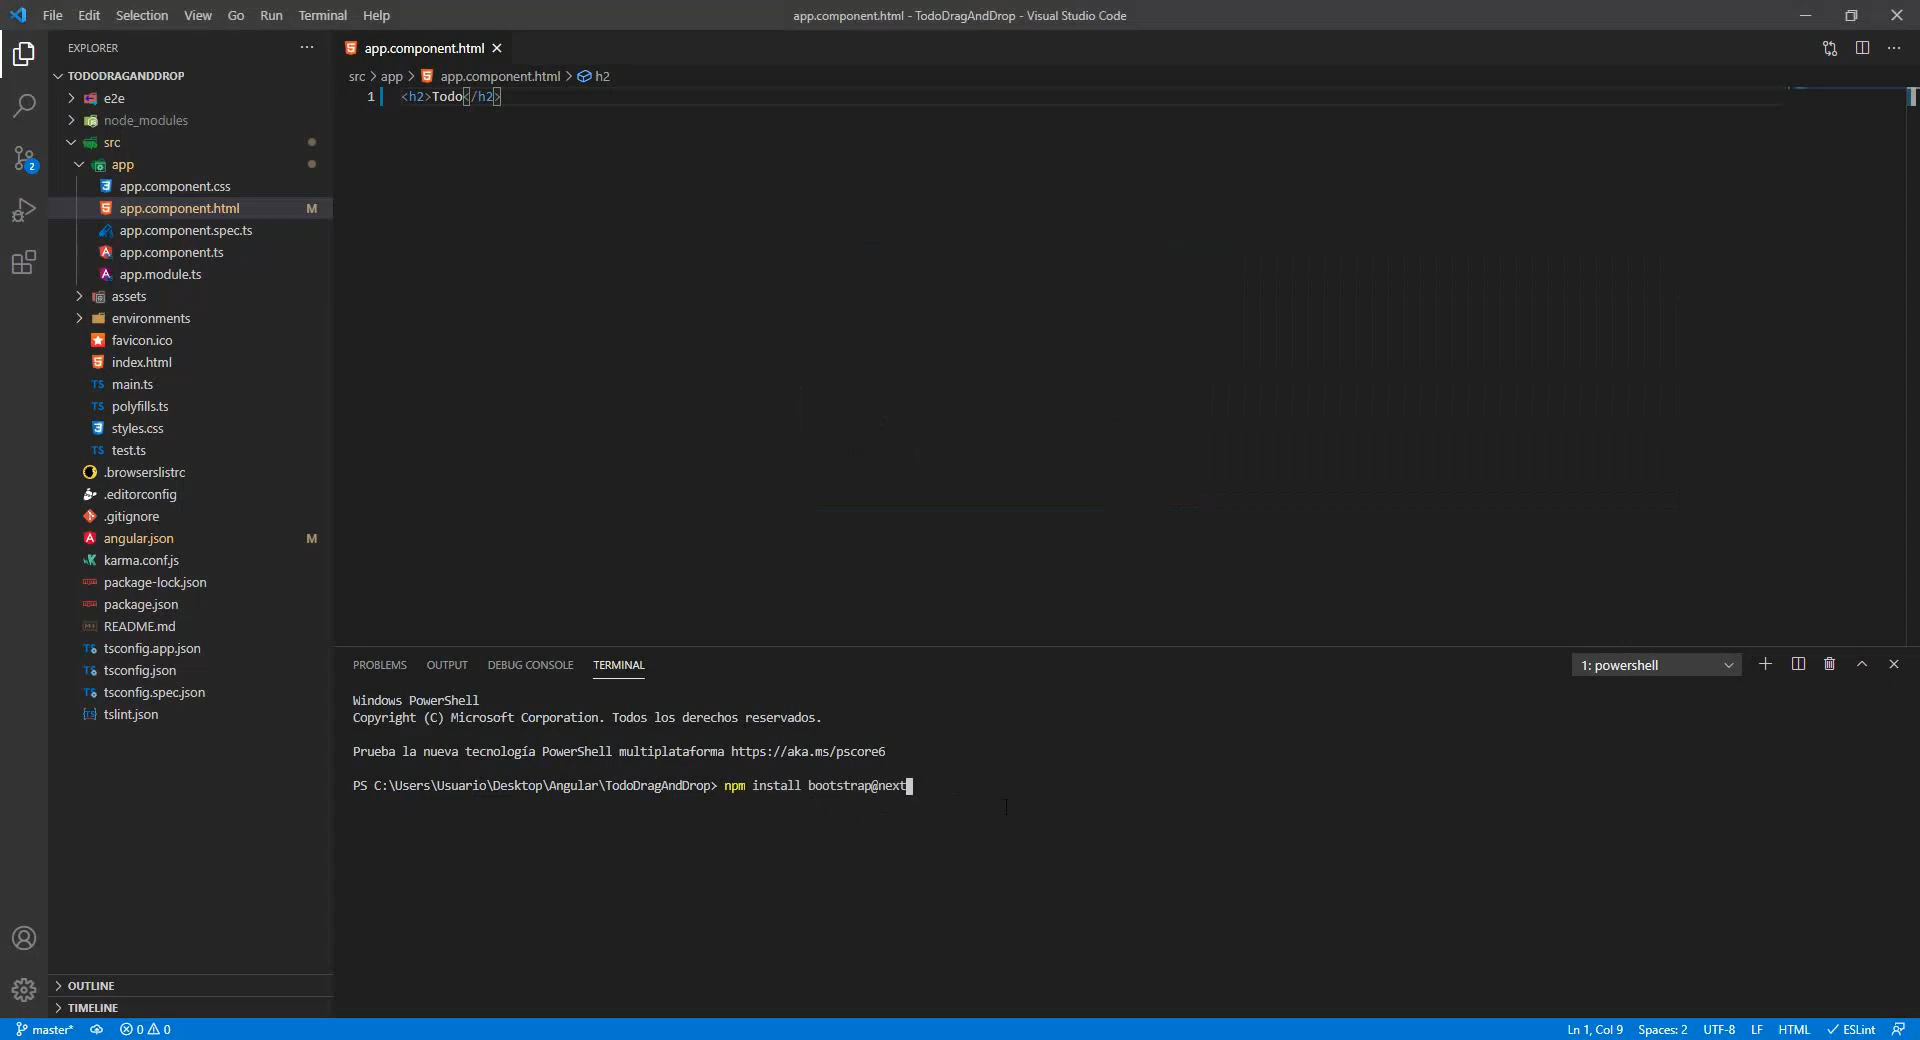 File Edit Selection View Go Run Terminal Help
app.component.html - TodoDragAndDrop - Visual Studio Code
EXPLORER
TODODRAGANDDROP
e2e
node_modules
src
app
app.component.css
app.component.html M
app.component.spec.ts
app.component.ts
app.module.ts
assets
environments
favicon.ico
index.html
TS main.ts
TS polyfills.ts
styles.css
TS test.ts
.browserslistrc
.editorconfig
.gitignore
angular.json M
karma.conf.js
package-lock.json
package.json
README.md
tsconfig.app.json
tsconfig.json
tsconfig.spec.json
tslint.json
OUTLINE
TIMELINE
2
app.component.html
src > app > app.component.html > h2
1 <h2>Todo</h2>
PROBLEMS OUTPUT DEBUG CONSOLE TERMINAL
1: powershell
Windows PowerShell
Copyright (C) Microsoft Corporation. Todos los derechos reservados.
Prueba la nueva tecnología PowerShell multiplataforma https://aka.ms/pscore6
PS C:\Users\Usuario\Desktop\Angular\TodoDragAndDrop> npm install bootstrap@next
master* 0 0
Ln 1, Col 9 Spaces: 2 UTF-8 LF HTML ESLint